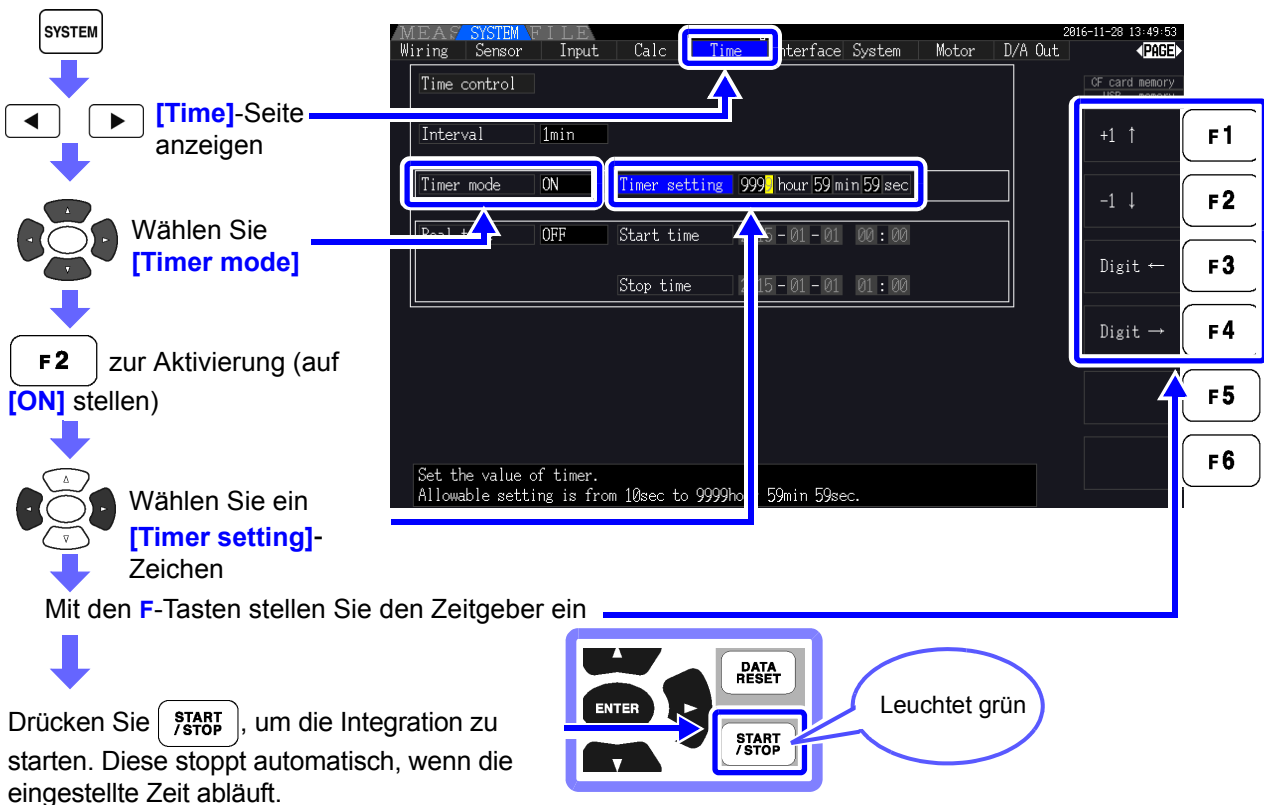 SYSTEM
[Time]-Seite
anzeigen
Wählen Sie
[Timer mode]
F2 zur Aktivierung (auf
[ON] stellen)
Wählen Sie ein
[Timer setting]-
Zeichen
Mit den F-Tasten stellen Sie den Zeitgeber ein
Drücken Sie START /STOP, um die Integration zu
starten. Diese stoppt automatisch, wenn die
eingestellte Zeit abläuft.
MEAS SYSTEM FILE 2016-11-28 13:49:53
Wiring Sensor Input Calc Time Interface System Motor D/A Out PAGE
Time control
Interval 1min
Timer mode ON Timer setting 9999 hour 59 min 59 sec
OFF Start time -01-01 00:00
Stop time -01-01 01:00
Set the value of timer.
Allowable setting is from 10sec to 9999hour 59min 59sec.
CF card memory
USB memory
+1 ↑ F1
-1 ↓ F2
Digit ← F3
Digit → F4
F5
F6
ENTER
DATA
RESET
START
/STOP
Leuchtet grün